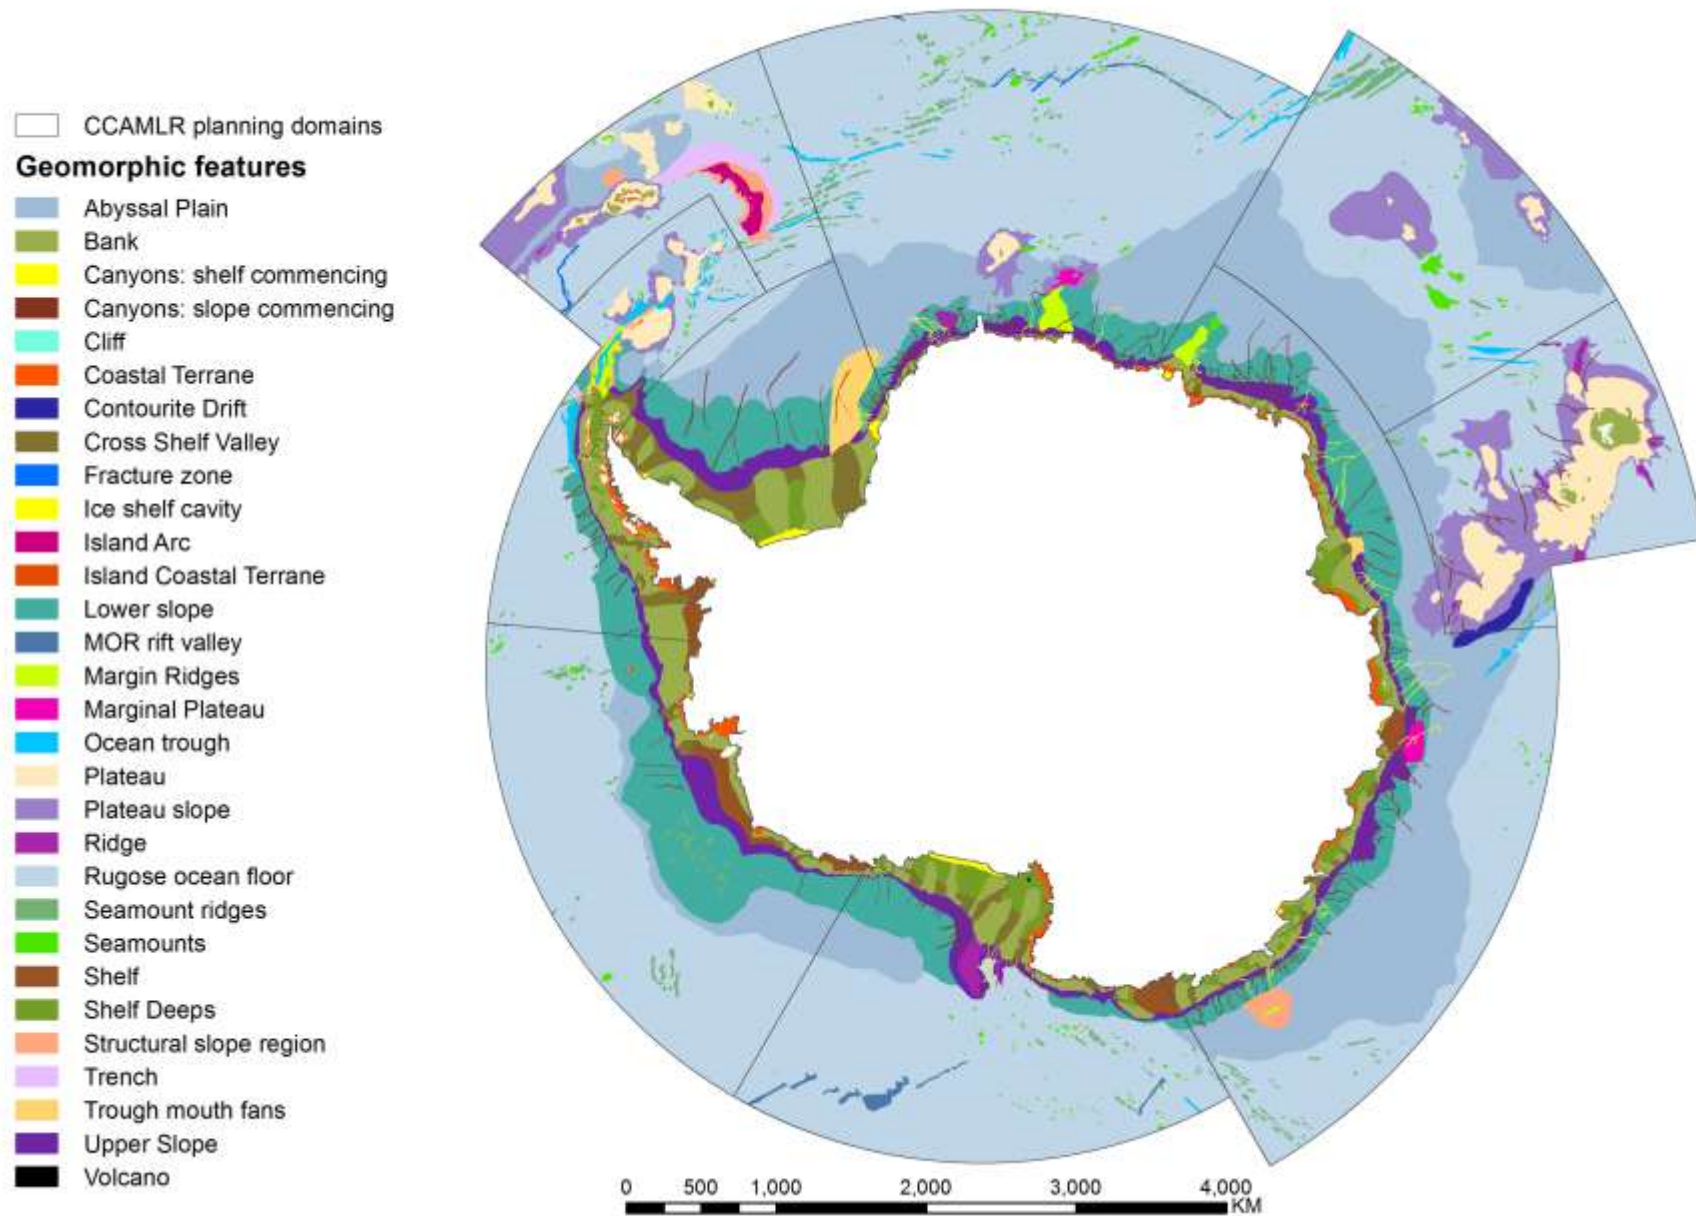 CCAMLR planning domains
Geomorphic features
Abyssal Plain
Bank
Canyons: shelf commencing
Canyons: slope commencing
Cliff
Coastal Terrane
Contourite Drift
Cross Shelf Valley
Fracture zone
Ice shelf cavity
Island Arc
Island Coastal Terrane
Lower slope
MOR rift valley
Margin Ridges
Marginal Plateau
Ocean trough
Plateau
Plateau slope
Ridge
Rugose ocean floor
Seamount ridges
Seamounts
Shelf
Shelf Deeps
Structural slope region
Trench
Trough mouth fans
Upper Slope
Volcano
0 500 1,000 2,000 3,000 4,000
KM